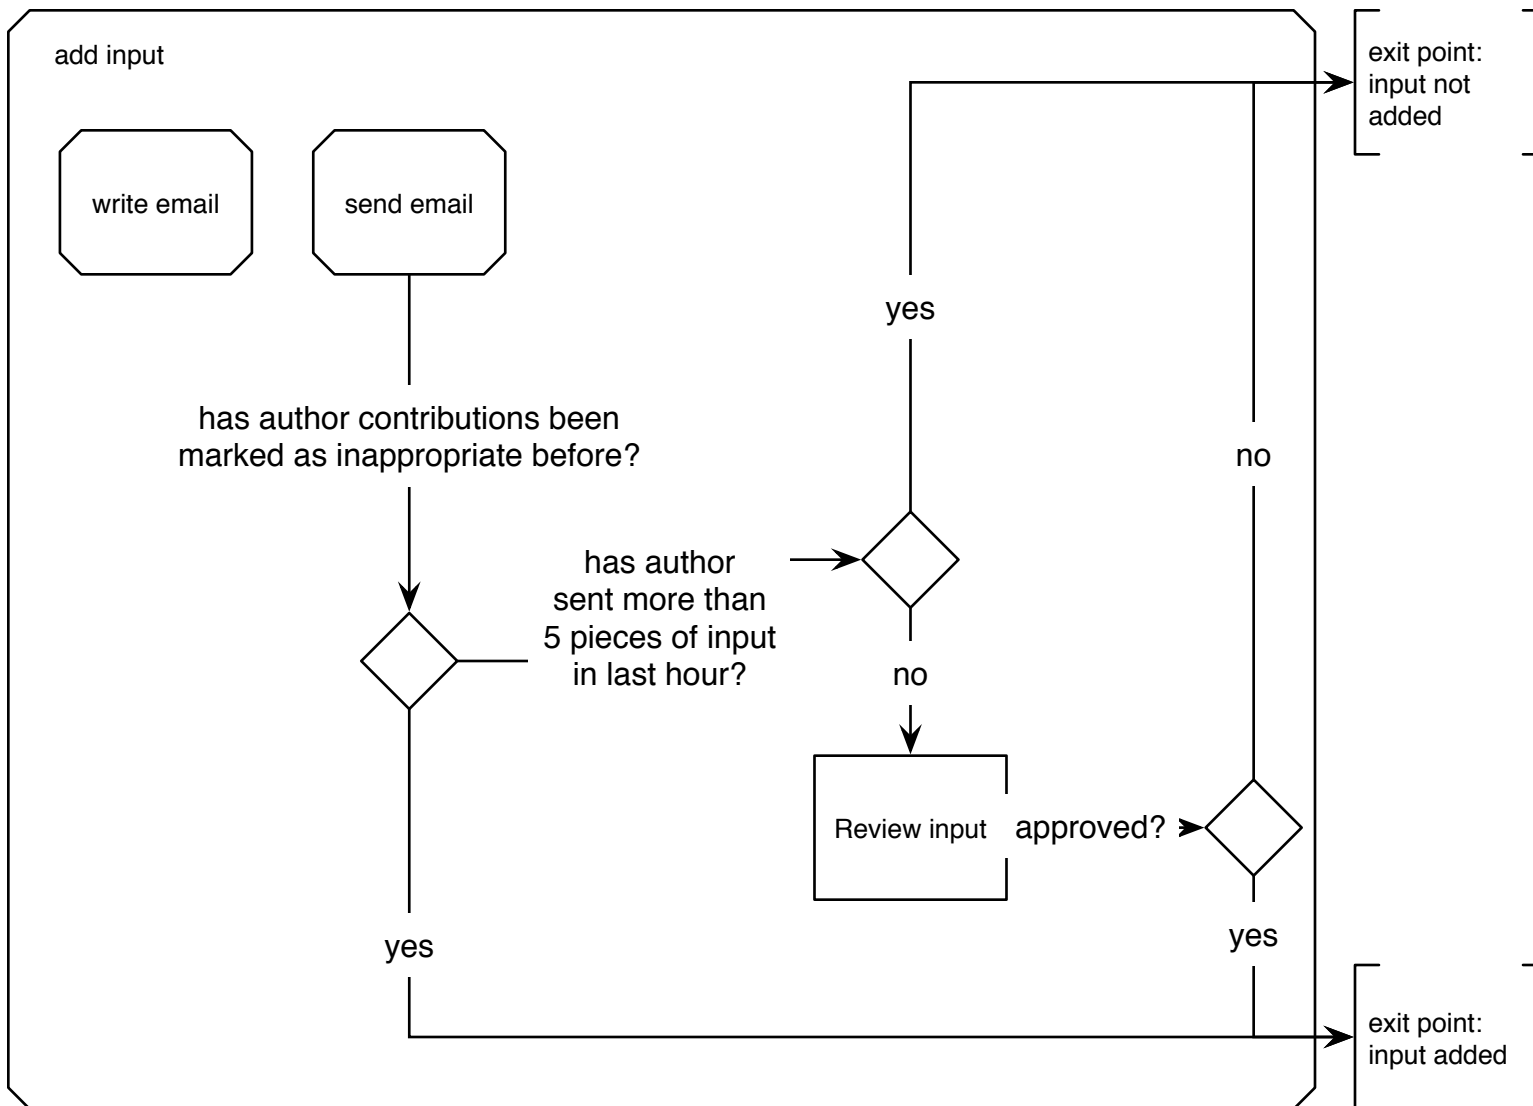 add input
exit point:
input not
added
write email
send email
yes
has author contributions been
marked as inappropriate before?
no
has author
sent more than
5 pieces of input
in last hour?
no
Review input
approved?
yes
yes
exit point:
input added